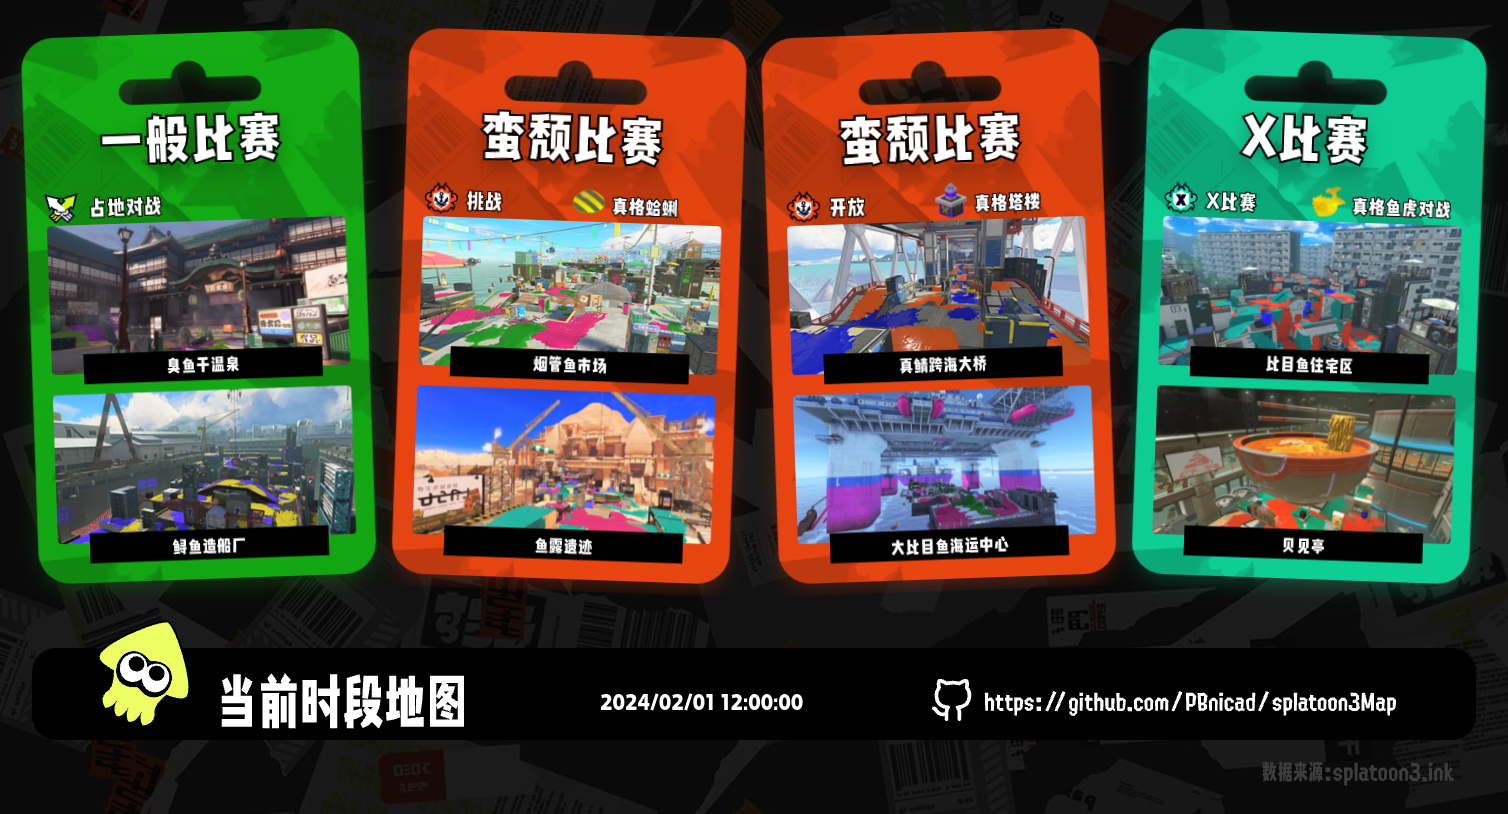 一般比赛
占地对战
臭鱼干温泉
鲟鱼造船厂
蛮颓比赛
挑战
真格蛤蜊
烟管鱼市场
鱼露遗迹
蛮颓比赛
开放
真格塔楼
真鲷跨海大桥
大比目鱼海运中心
X比赛
X比赛
真格鱼虎对战
比目鱼住宅区
贝见亭
当前时段地图
2024/02/01 12:00:00
https://github.com/PBnicad/splatoon3Map
数据来源:splatoon3.ink